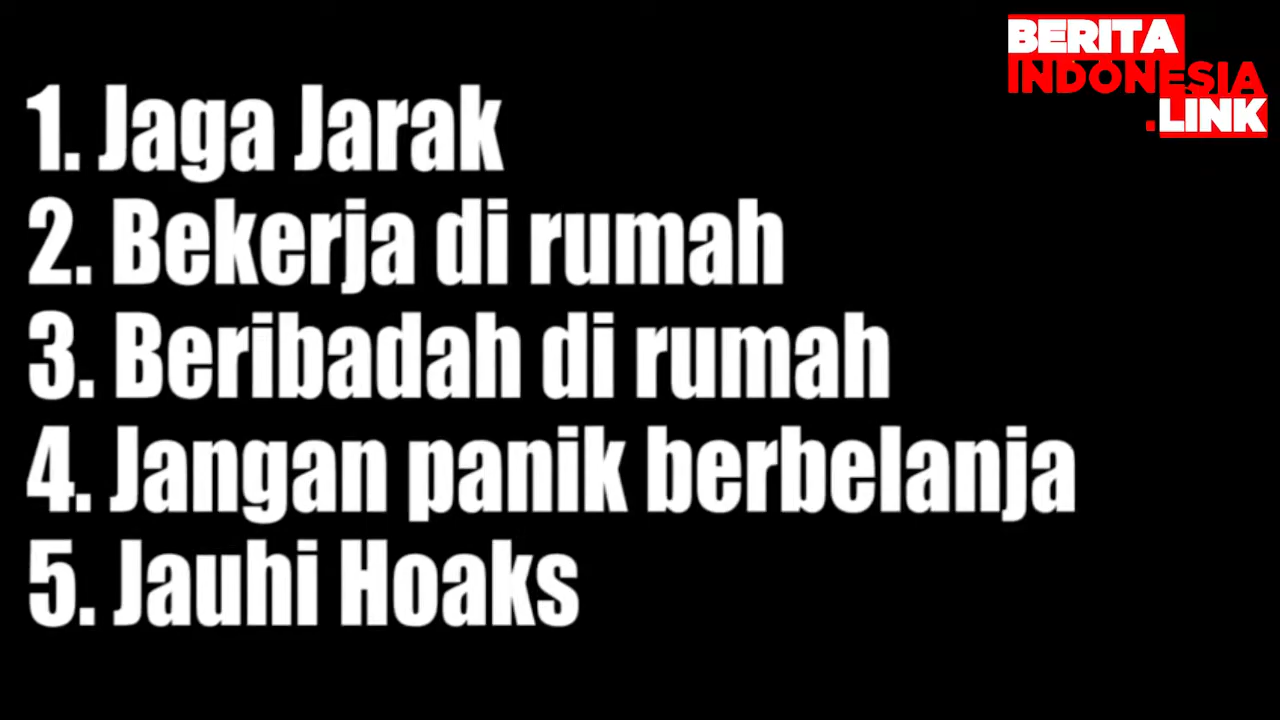 BERITA
INDONESIA
.LINK
1. Jaga Jarak
2. Bekerja di rumah
3. Beribadah di rumah
4. Jangan panik berbelanja
5. Jauhi Hoaks